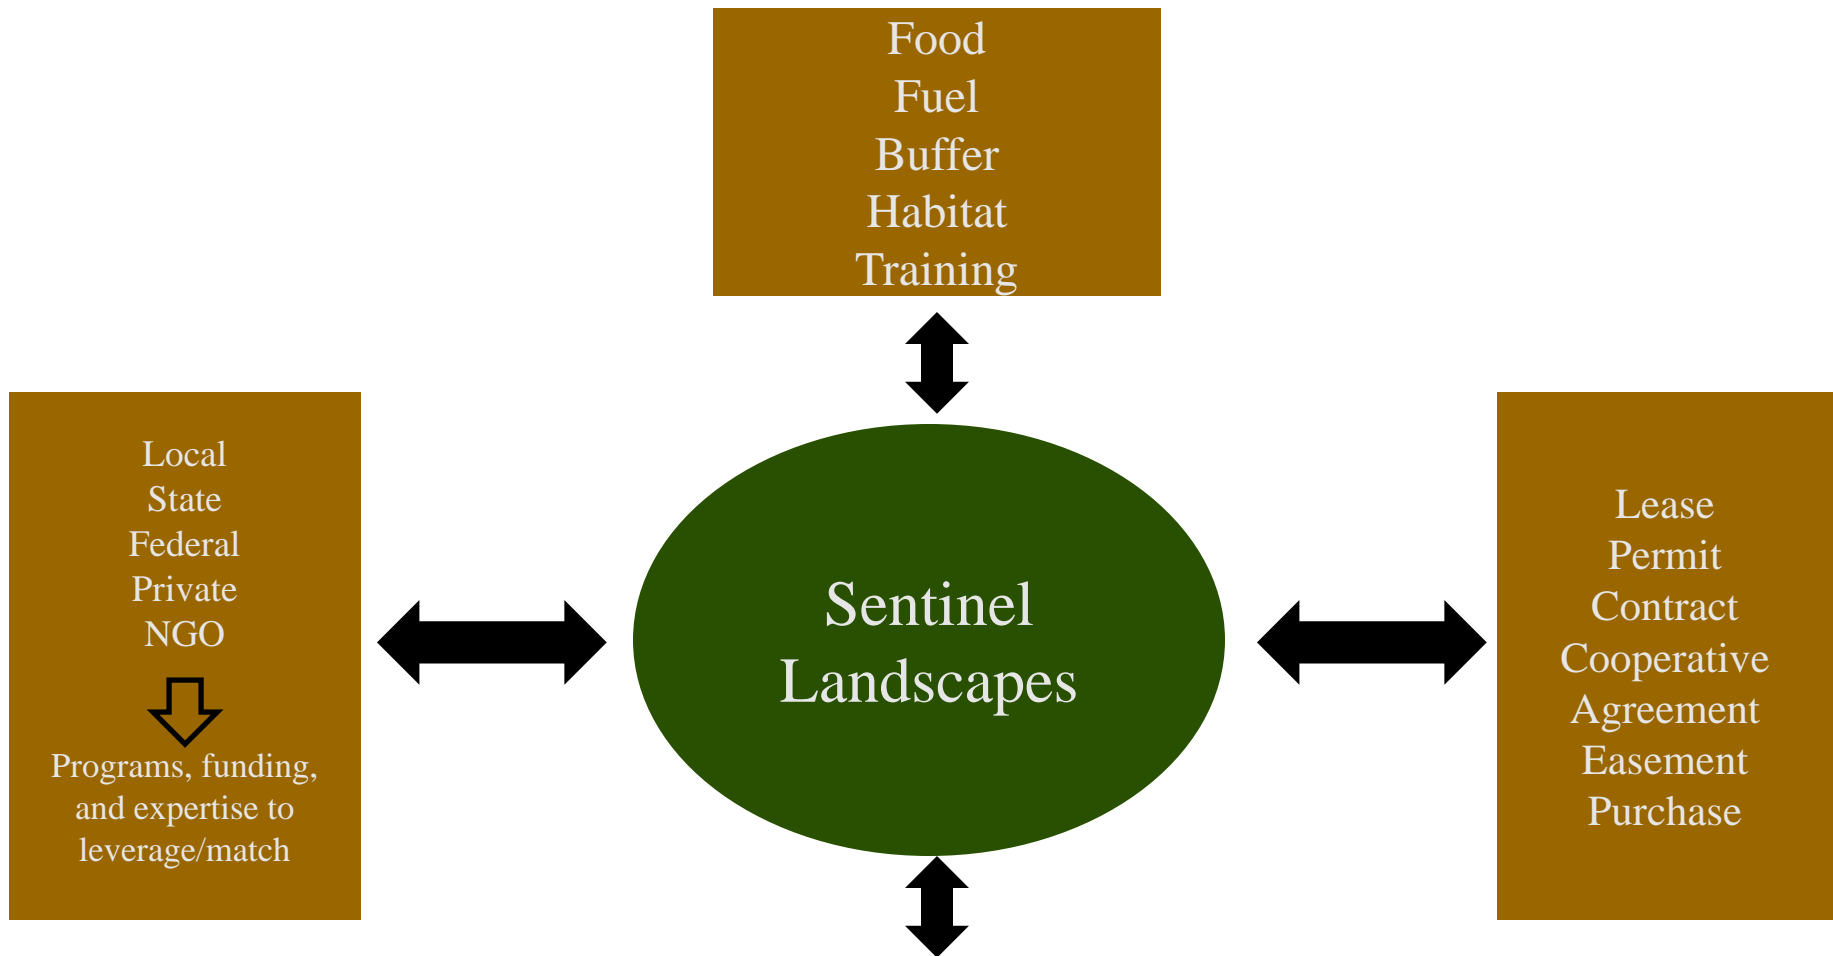 Food
Fuel
Buffer
Habitat
Training
Local
State
Federal
Private
NGO
Programs, funding,
and expertise to
leverage/match
Sentinel
Landscapes
Lease
Permit
Contract
Cooperative
Agreement
Easement
Purchase